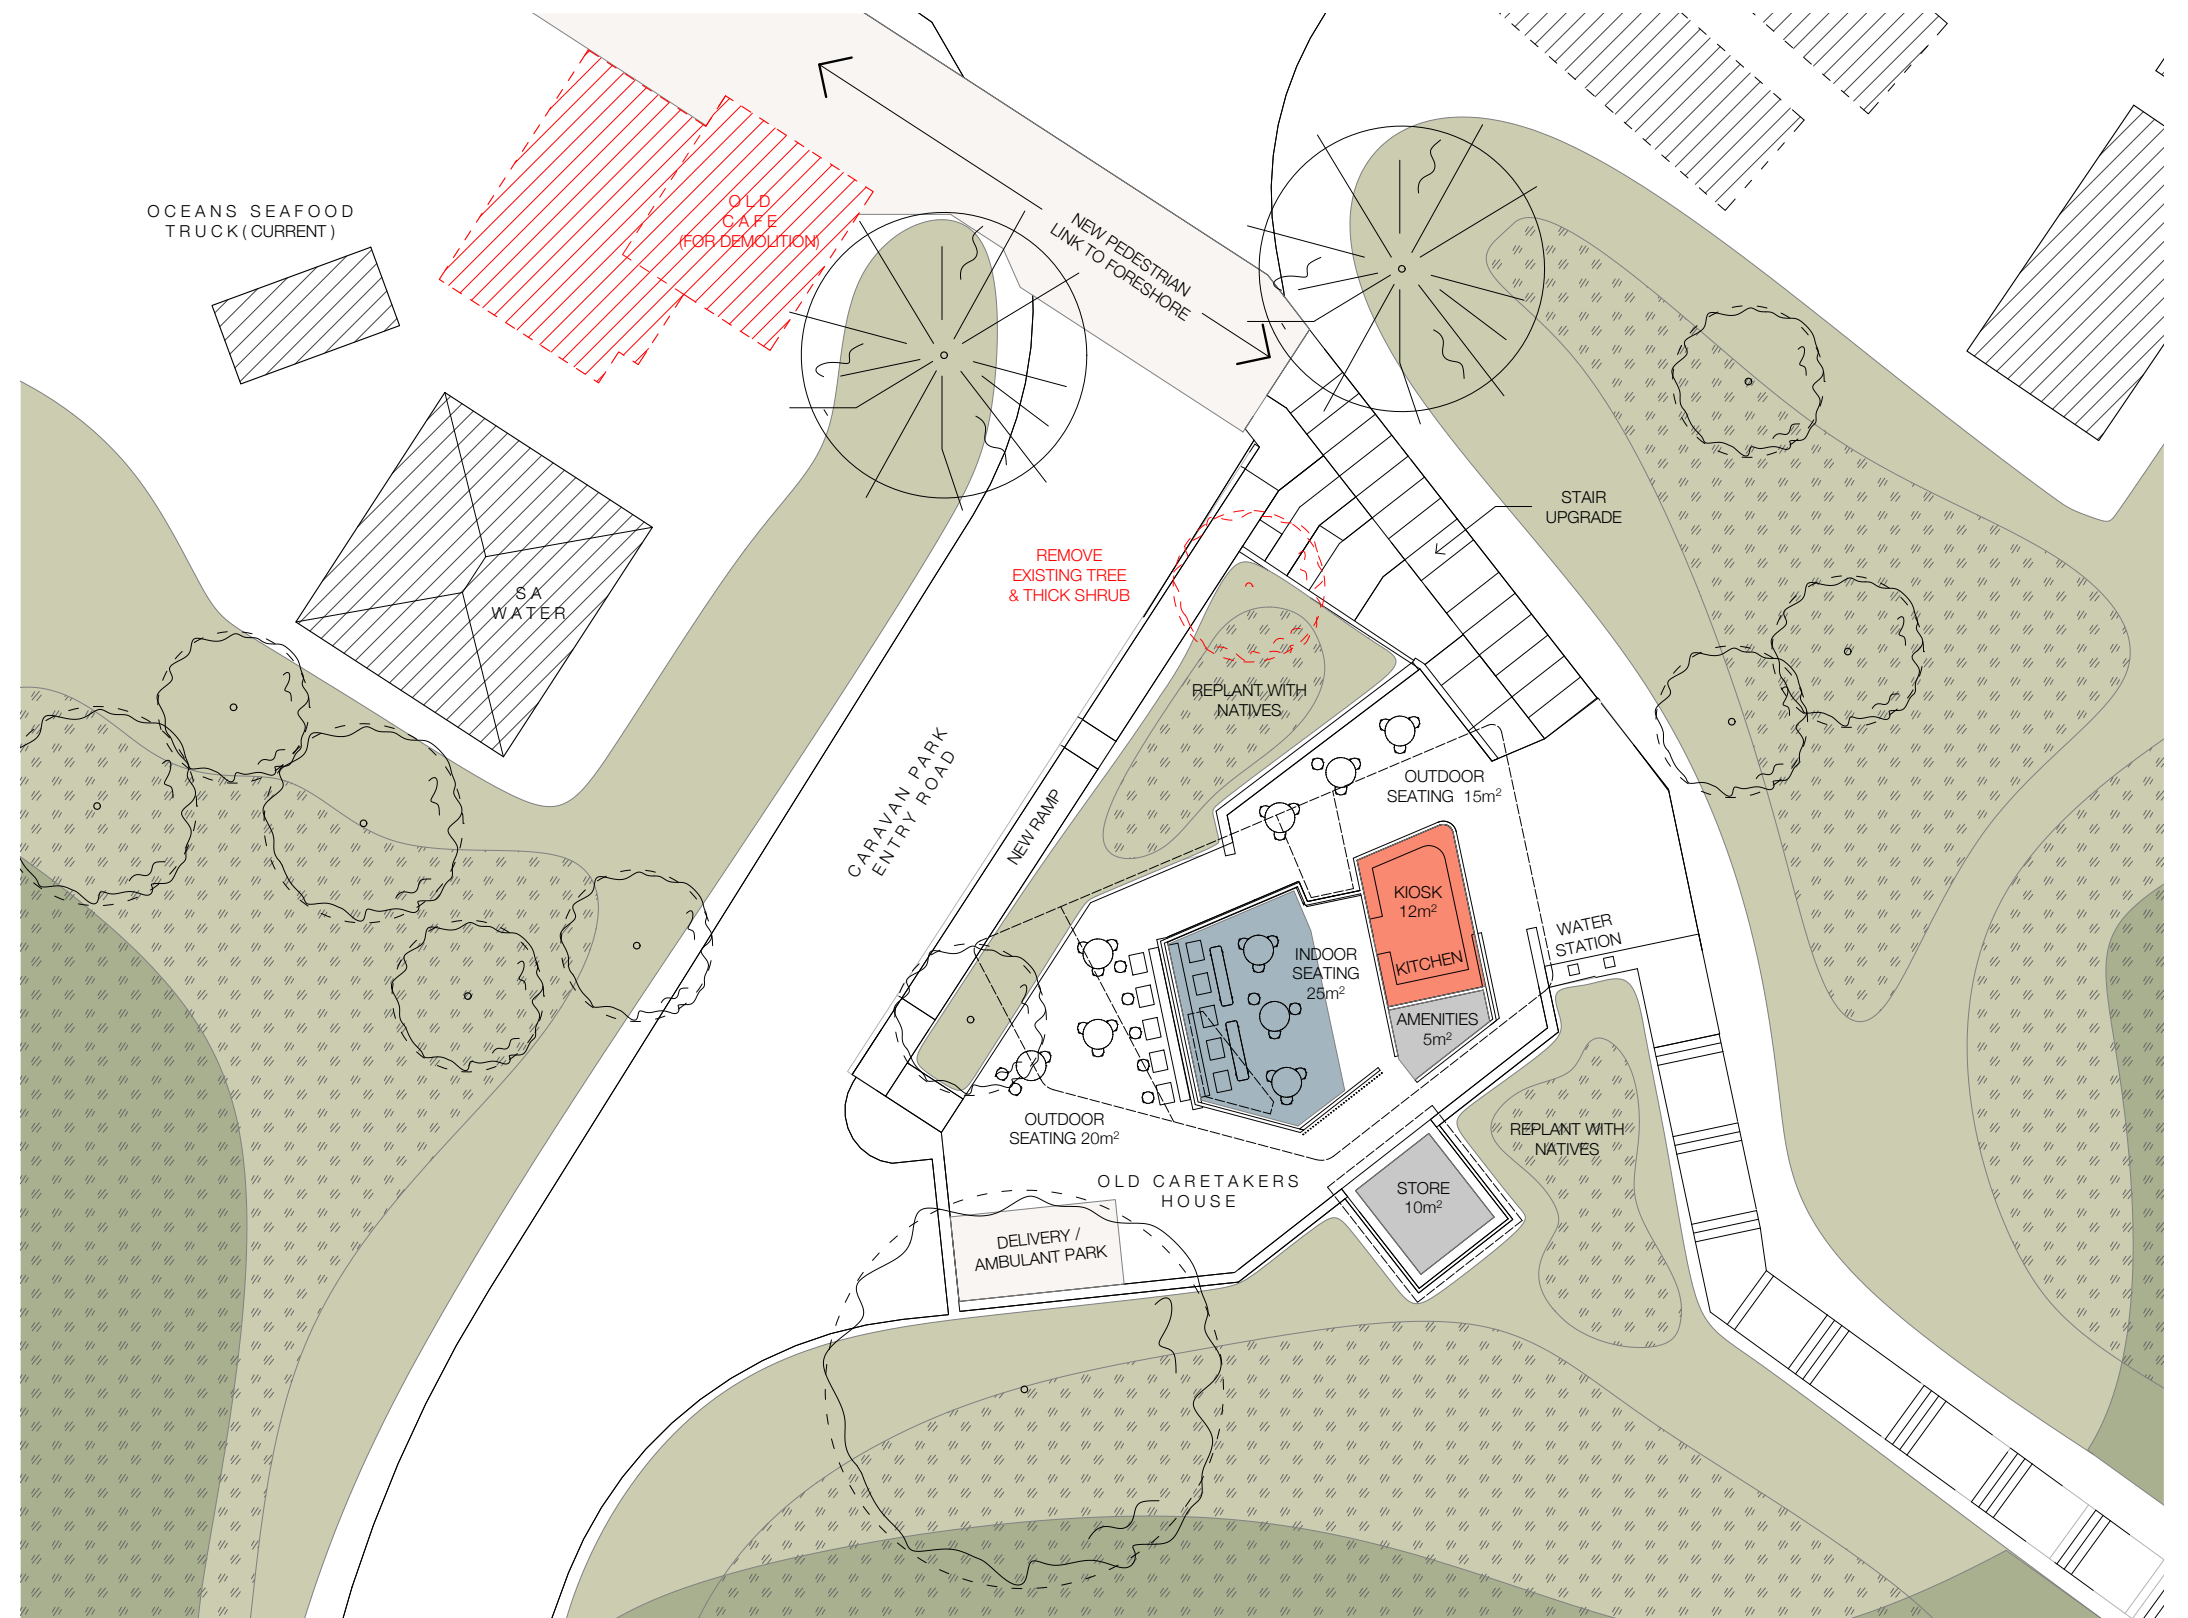 OCEANS SEAFOOD
TRUCK(CURRENT)
OLD
CAFE
(FOR DEMOLITION)
NEW PEDESTRIAN
LINK TO FORESHORE
STAIR
UPGRADE
REMOVE
EXISTING TREE
& THICK SHRUB
SA
WATER
REPLANT WITH
NATIVES
CARAVAN PARK
ENTRY ROAD
NEW RAMP
OUTDOOR
SEATING 15m²
KIOSK
12m²
KITCHEN
WATER
STATION
INDOOR
SEATING
25m²
AMENITIES
5m²
OUTDOOR
SEATING 20m²
REPLANT WITH
NATIVES
OLD CARETAKERS
HOUSE
STORE
10m²
DELIVERY /
AMBULANT PARK